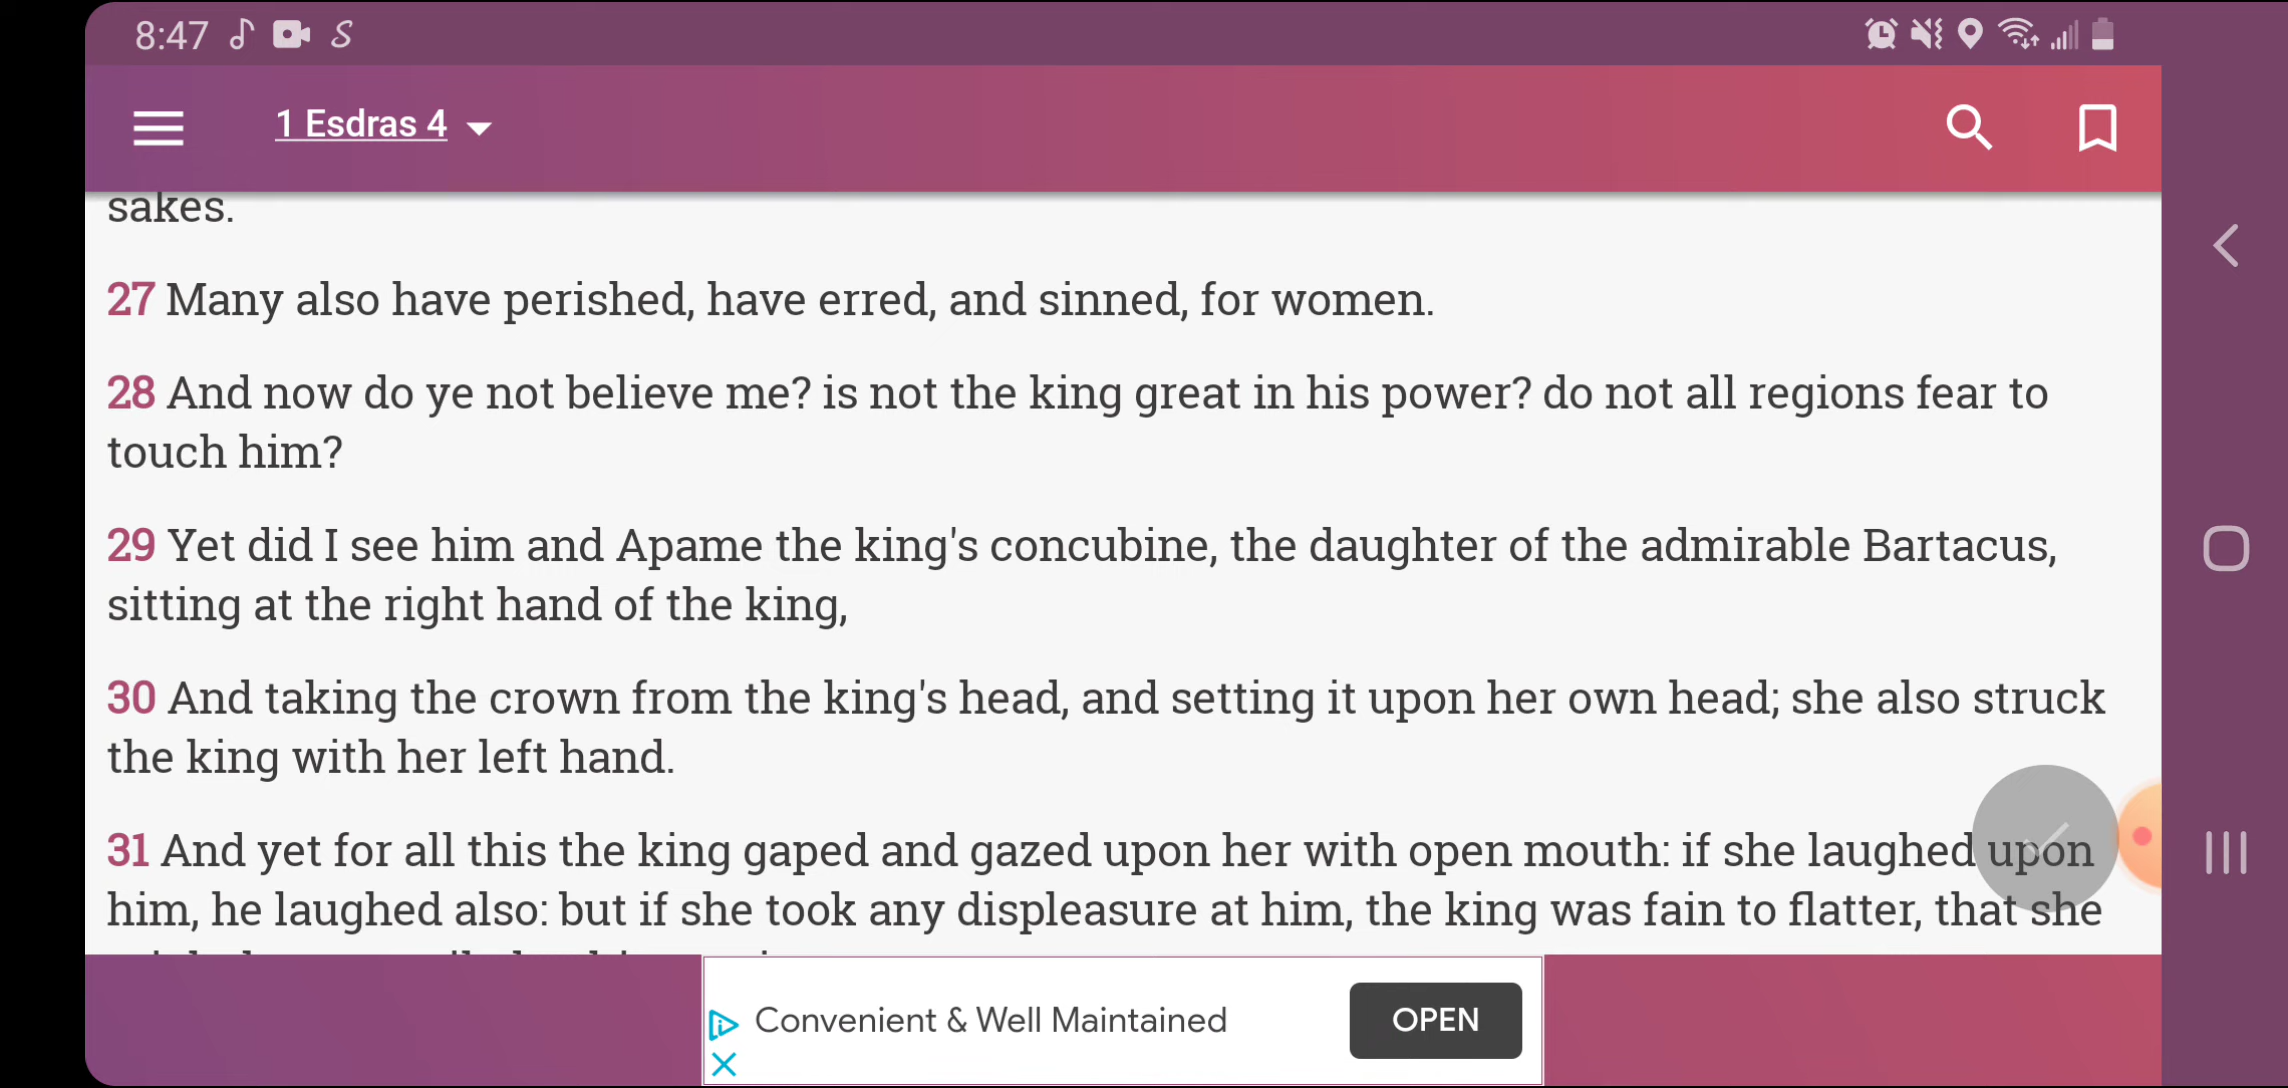 8:47
1 Esdras 4
sakes.
27 Many also have perished, have erred, and sinned, for women.
28 And now do ye not believe me? is not the king great in his power? do not all regions fear to
touch him?
29 Yet did I see him and Apame the king's concubine, the daughter of the admirable Bartacus,
sitting at the right hand of the king,
30 And taking the crown from the king's head, and setting it upon her own head; she also struck
the king with her left hand.
31 And yet for all this the king gaped and gazed upon her with open mouth: if she laughed upon
him, he laughed also: but if she took any displeasure at him, the king was fain to flatter, that she
Convenient & Well Maintained
OPEN